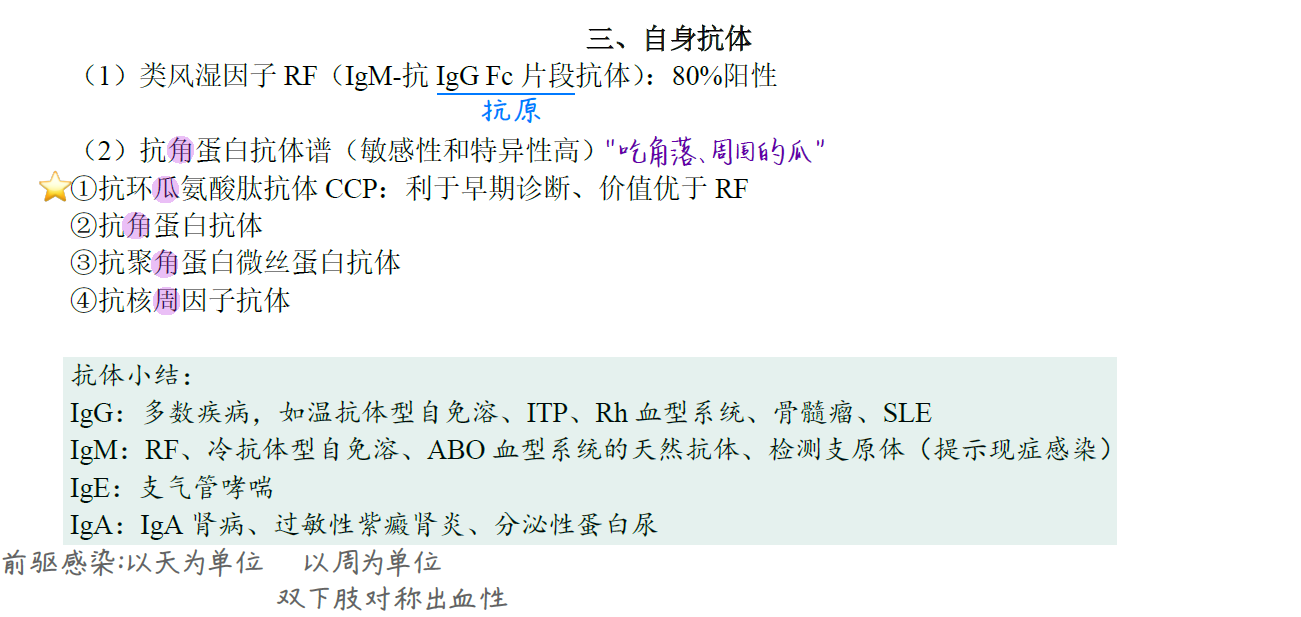 三、自身抗体
（1）类风湿因子 RF（IgM-抗 IgG Fc 片段抗体）：80%阳性
抗原
（2）抗角蛋白抗体谱（敏感性和特异性高）"吃角落、周围的瓜"
①抗环瓜氨酸肽抗体 CCP：利于早期诊断、价值优于 RF
②抗角蛋白抗体
③抗聚角蛋白微丝蛋白抗体
④抗核周因子抗体
抗体小结：
IgG：多数疾病，如温抗体型自免溶、ITP、Rh 血型系统、骨髓瘤、SLE
IgM：RF、冷抗体型自免溶、ABO 血型系统的天然抗体、检测支原体（提示现症感染）
IgE：支气管哮喘
IgA：IgA 肾病、过敏性紫癜肾炎、分泌性蛋白尿
前驱感染:以天为单位 以周为单位
双下肢对称出血性